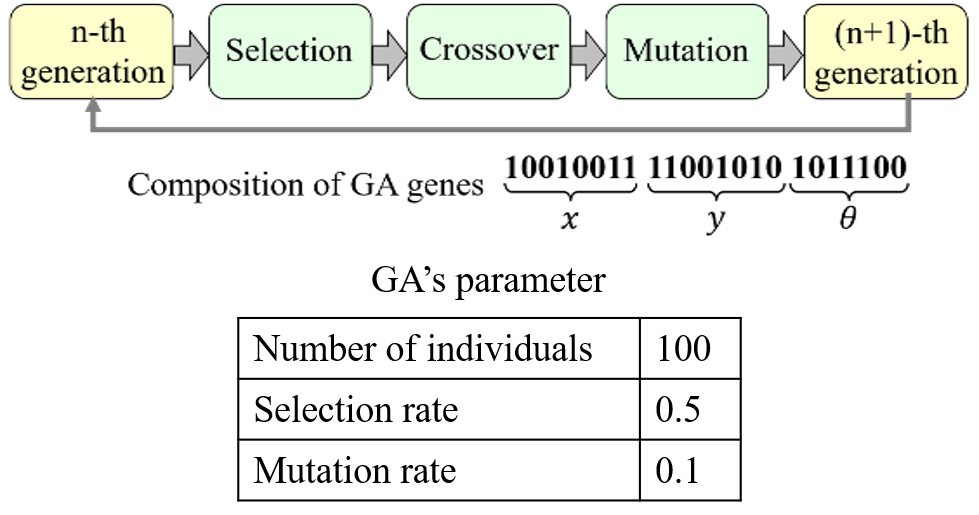 n-th
generation
Selection
Crossover
Mutation
(n+1)-th
generation
Composition of GA genes 10010011 11001010 1011100
x y θ
GA's parameter
Number of individuals 100
Selection rate 0.5
Mutation rate 0.1